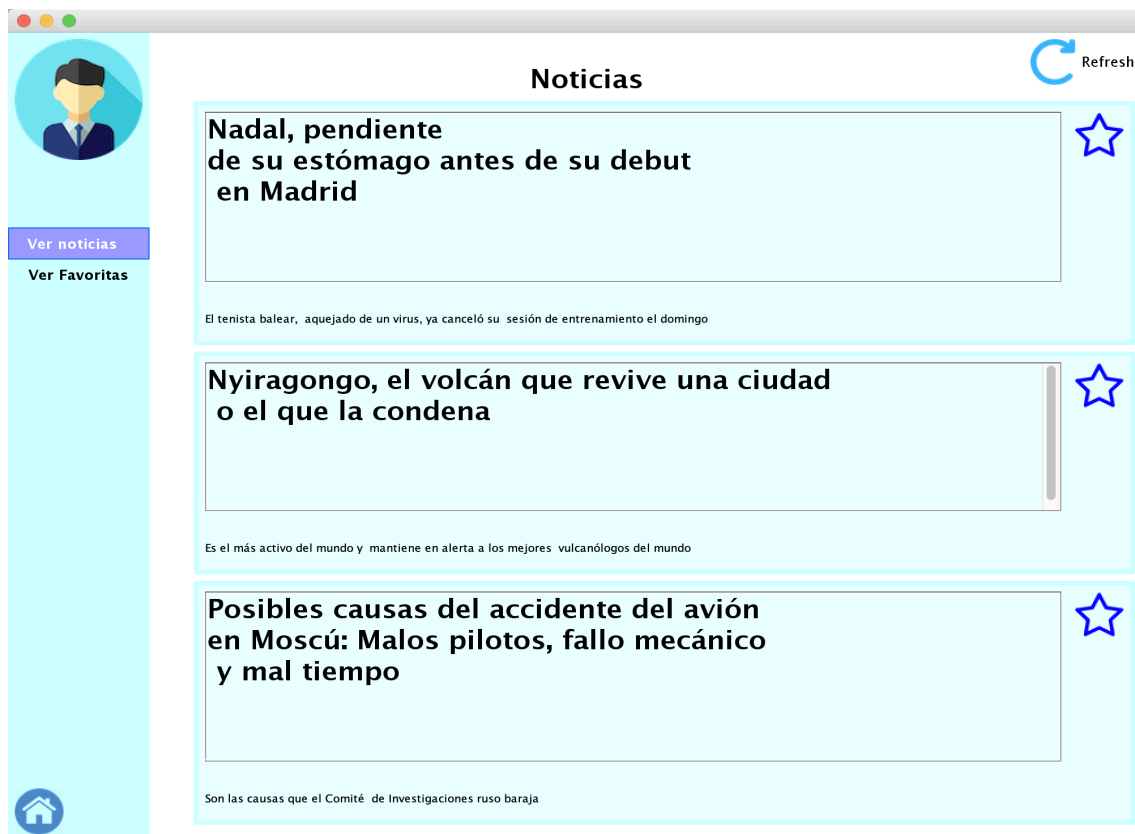 Refresh
Noticias
Nadal, pendiente
de su estómago antes de su debut
en Madrid
Ver noticias
Ver Favoritas
El tenista balear,  aquejado de un virus, ya canceló su  sesión de entrenamiento el domingo
Nyiragongo, el volcán que revive una ciudad
o el que la condena
Es el más activo del mundo y  mantiene en alerta a los mejores  vulcanólogos del mundo
Posibles causas del accidente del avión
en Moscú: Malos pilotos, fallo mecánico
y mal tiempo
Son las causas que el Comité  de Investigaciones ruso baraja